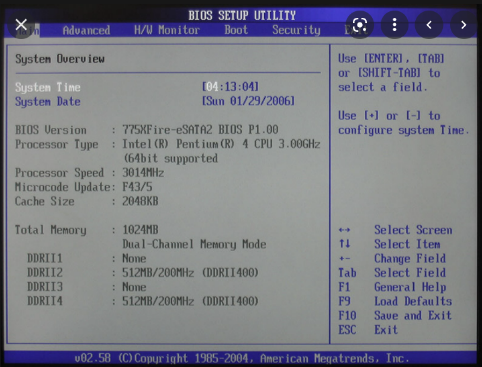 BIOS SETUP UTILITY
Advanced H/W Monitor Boot Security
System Overview
System Time [04:13:04]
System Date [Sun 01/29/2006]
BIOS Version : 775XFire-eSATA2 BIOS P1.00
Processor Type : Intel(R) Pentium(R) 4 CPU 3.00GHz
(64bit supported
Processor Speed : 3014MHz
Microcode Update: F43/5
Cache Size : 2048KB
Total Memory : 1024MB
Dual-Channel Memory Mode
DDRII1 : None
DDRII2 : 512MB/200MHz (DDRII400)
DDRII3 : None
DDRII4 : 512MB/200MHz (DDRII400)
Use [ENTER], [TAB]
or [SHIFT-TAB] to
select a field.
Use [+] or [-] to
configure system Time.
↔ Select Screen
↑↓ Select Item
+- Change Field
Tab Select Field
F1 General Help
F9 Load Defaults
F10 Save and Exit
ESC Exit
v02.58 (C)Copyright 1985-2004, American Megatrends, Inc.